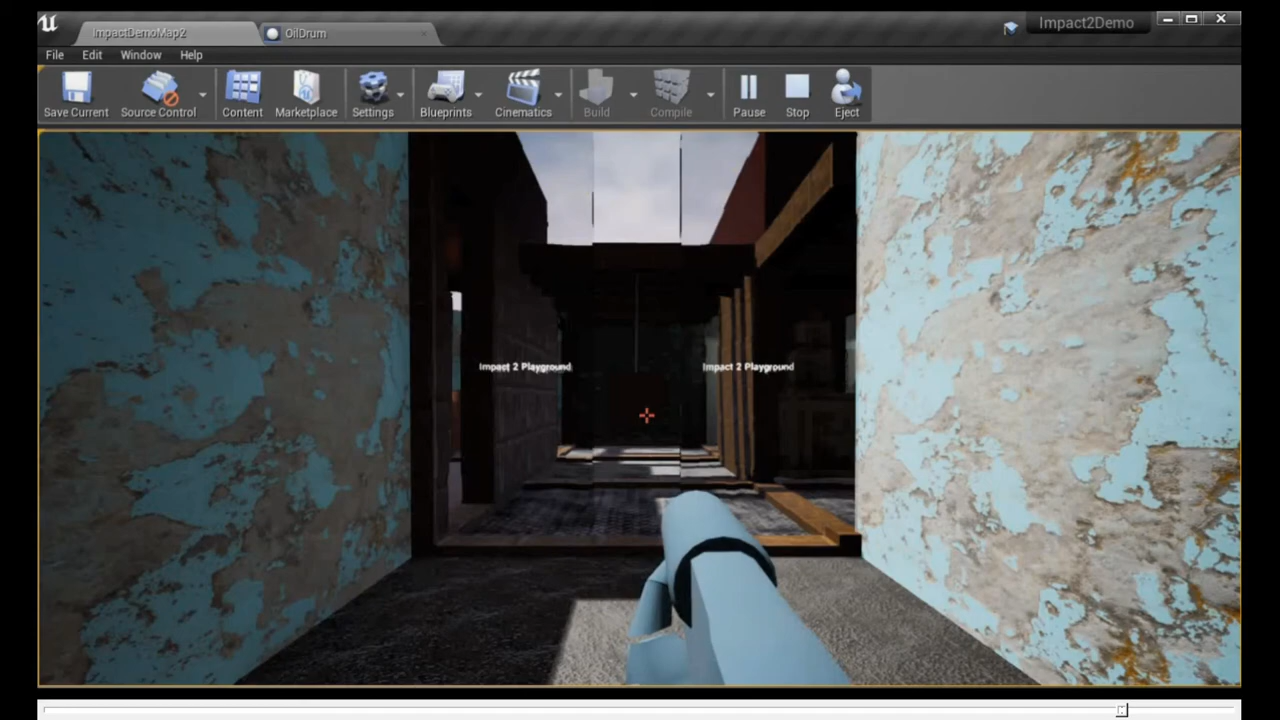 ImpactDemoMap2
OilDrum
Impact2Demo
File Edit Window Help
Save Current Source Control Content Marketplace Settings Blueprints Cinematics Build Compile Pause Stop Eject
Impact 2 Playground Impact 2 Playground